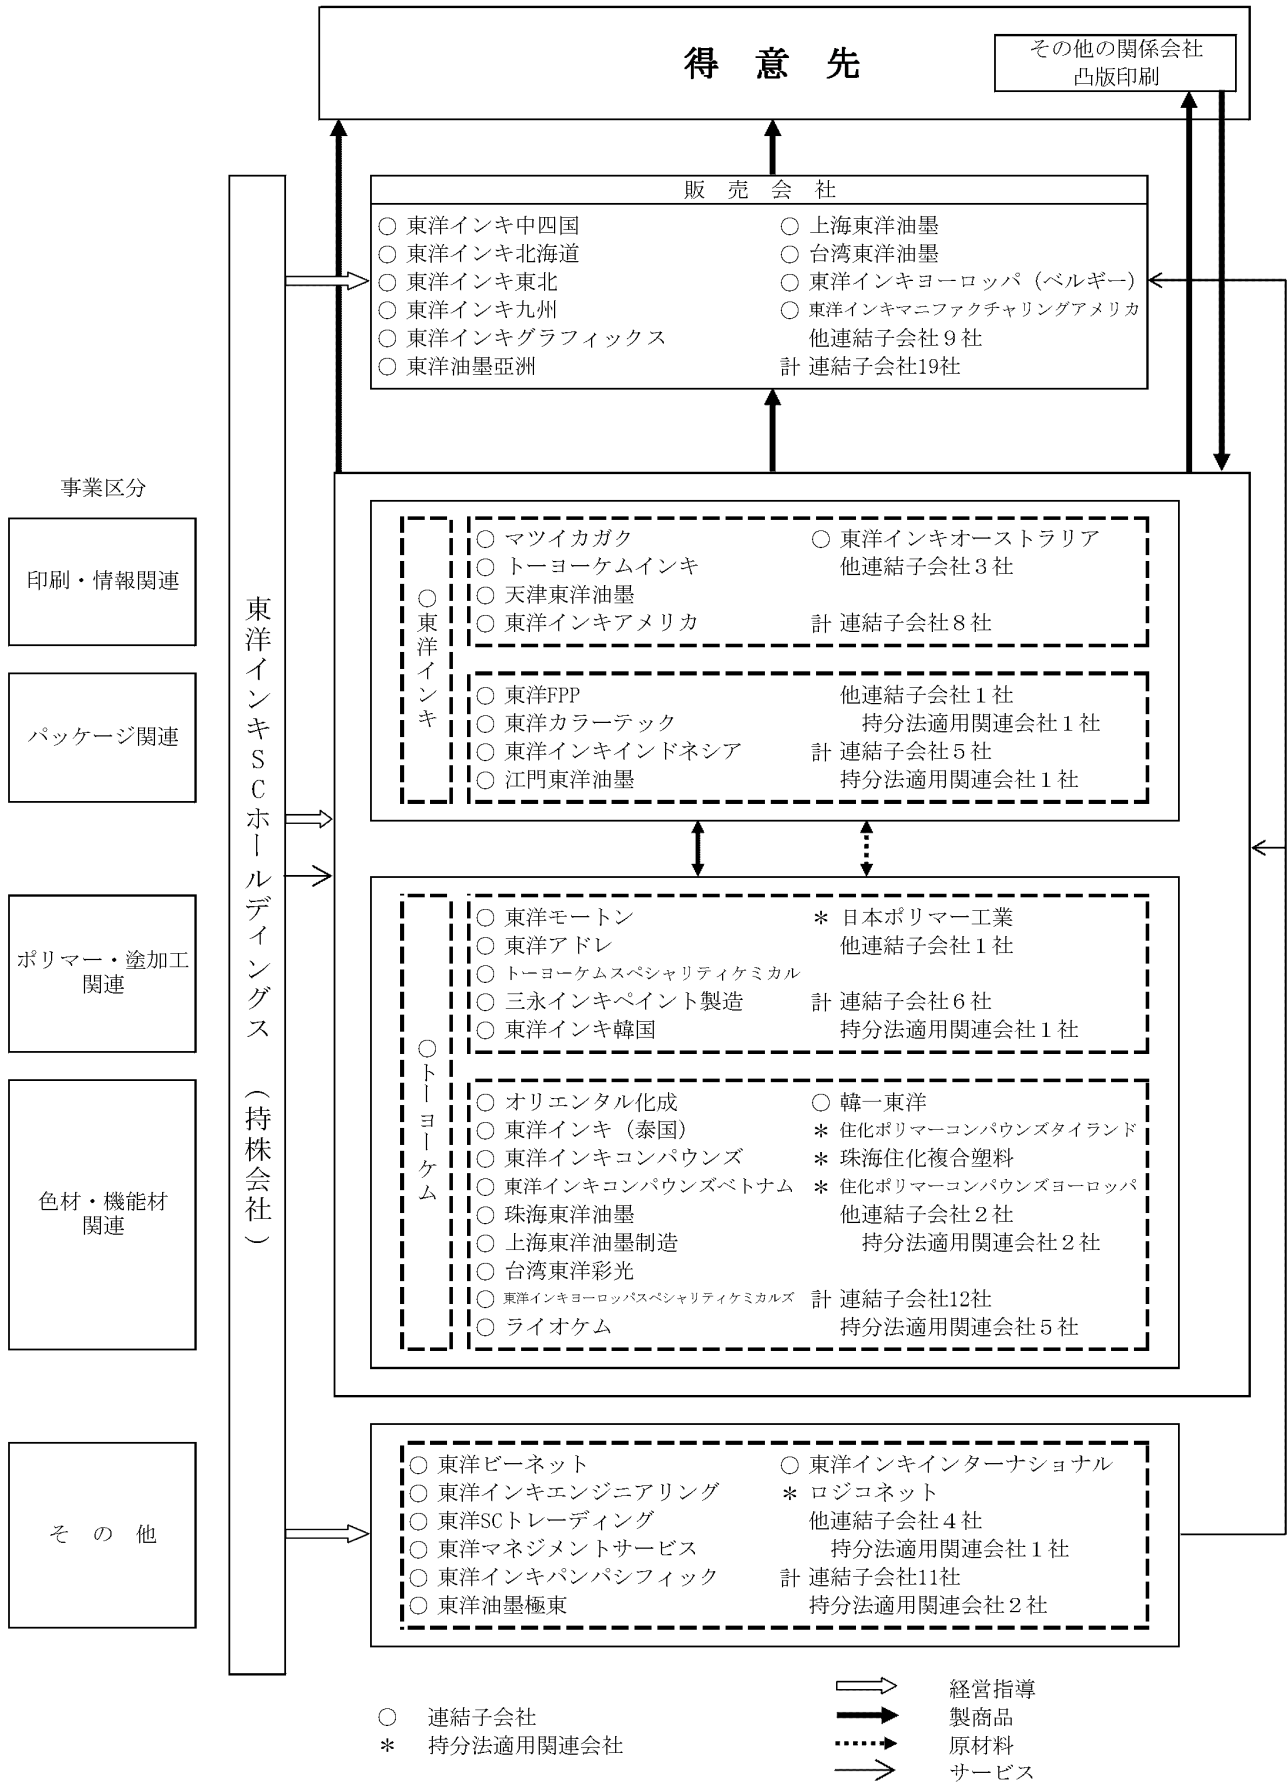 得　意　先
その他の関係会社
凸版印刷
販　売　会　社
○ 東洋インキ中四国
○ 東洋インキ北海道
○ 東洋インキ東北
○ 東洋インキ九州
○ 東洋インキグラフィックス
○ 東洋油墨亞洲
○ 上海東洋油墨
○ 台湾東洋油墨
○ 東洋インキヨーロッパ（ベルギー）
○ 東洋インキマニファクチャリングアメリカ
他連結子会社９社
計 連結子会社19社
事業区分
印刷・情報関連
パッケージ関連
ポリマー・塗加工
関連
色材・機能材
関連
そ　の　他
東洋インキＳＣホールディングス　（持株会社）
○東洋インキ
○ マツイカガク
○ トーヨーケムインキ
○ 天津東洋油墨
○ 東洋インキアメリカ
○ 東洋インキオーストラリア
他連結子会社３社
計 連結子会社８社
○ 東洋FPP
○ 東洋カラーテック
○ 東洋インキインドネシア
○ 江門東洋油墨
他連結子会社１社
持分法適用関連会社１社
計 連結子会社５社
持分法適用関連会社１社
○トーヨーケム
○ 東洋モートン
○ 東洋アドレ
○ トーヨーケムスペシャリティケミカル
○ 三永インキペイント製造
○ 東洋インキ韓国
＊ 日本ポリマー工業
他連結子会社１社
計 連結子会社６社
持分法適用関連会社１社
○ オリエンタル化成
○ 東洋インキ（泰国）
○ 東洋インキコンパウンズ
○ 東洋インキコンパウンズベトナム
○ 珠海東洋油墨
○ 上海東洋油墨制造
○ 台湾東洋彩光
○ 東洋インキヨーロッパスペシャリティケミカルズ
○ ライオケム
○ 韓一東洋
＊ 住化ポリマーコンパウンズタイランド
＊ 珠海住化複合塑料
＊ 住化ポリマーコンパウンズヨーロッパ
他連結子会社２社
持分法適用関連会社２社
計 連結子会社12社
持分法適用関連会社５社
○ 東洋ビーネット
○ 東洋インキエンジニアリング
○ 東洋SCトレーディング
○ 東洋マネジメントサービス
○ 東洋インキパンパシフィック
○ 東洋油墨極東
○ 東洋インキインターナショナル
＊ ロジコネット
他連結子会社４社
持分法適用関連会社１社
計 連結子会社11社
持分法適用関連会社２社
○　連結子会社
＊　持分法適用関連会社
経営指導
製商品
原材料
サービス